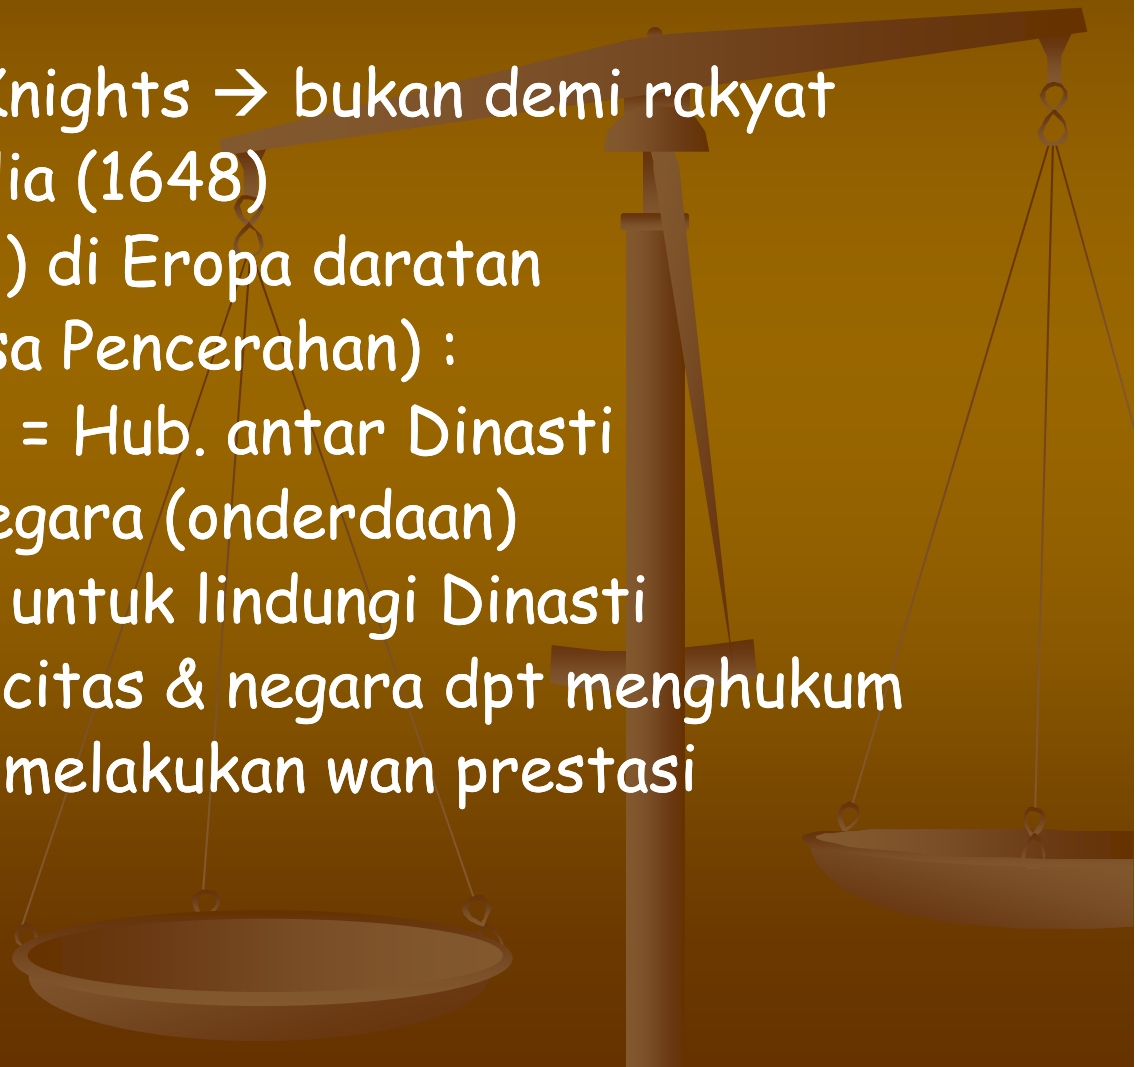 Knights → bukan demi rakyat
lia (1648)
) di Eropa daratan
sa Pencerahan) :
= Hub. antar Dinasti
egara (onderdaan)
untuk lindungi Dinasti
citas & negara dpt menghukum
melakukan wan prestasi